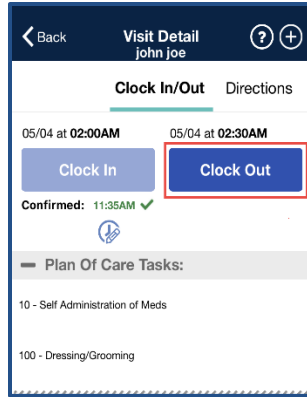 Back Visit Detail ? +
john joe
Clock In/Out Directions
05/04 at 02:00AM 05/04 at 02:30AM
Clock In Clock Out
Confirmed: 11:35AM
Plan Of Care Tasks:
10 - Self Administration of Meds
100 - Dressing/Grooming